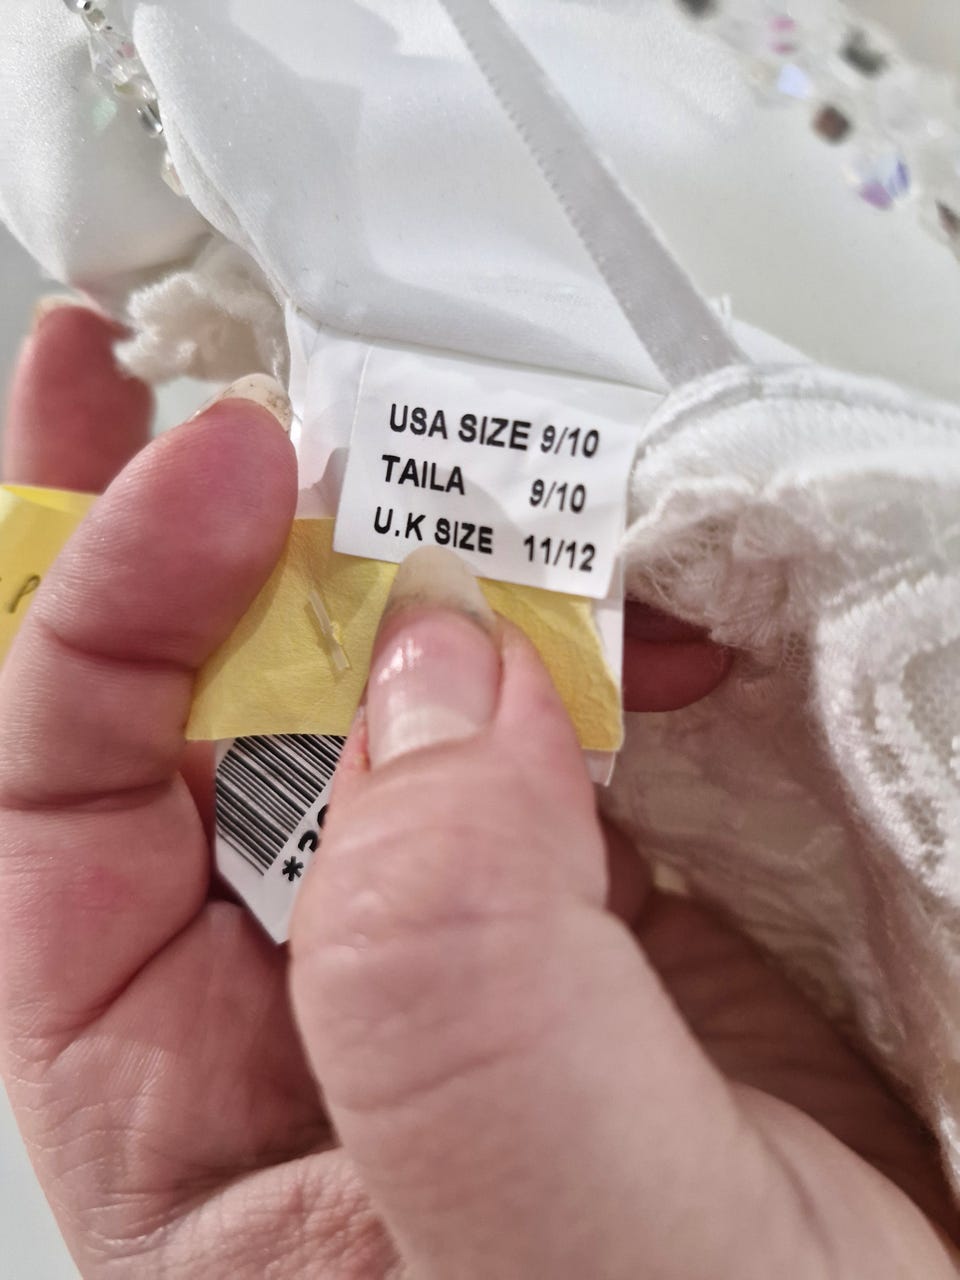 USA SIZE 9/10
TAILA 9/10
U.K SIZE 11/12